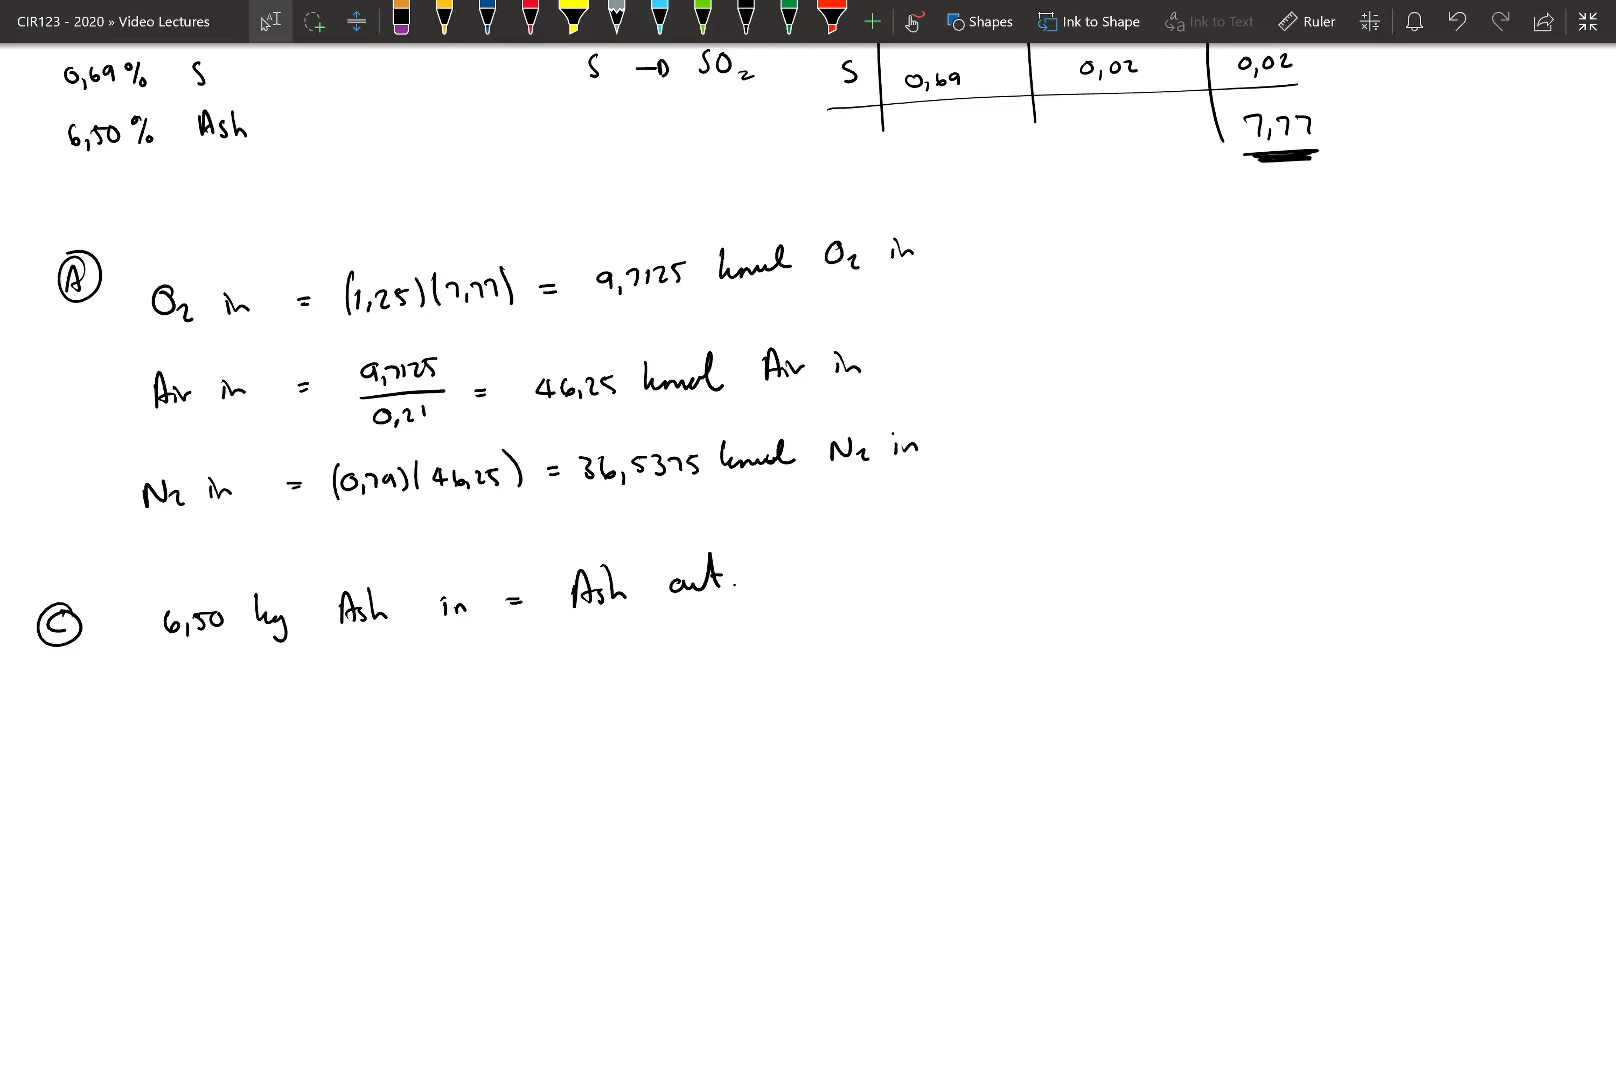 CIR123 - 2020 » Video Lectures Shapes Ink to Shape Ink to Text Ruler
0,69 % S S → SO₂ S 0,69 0,02 0,02
6,50 % Ash 7,77
A O₂ in = (1,25)(7,77) = 9,7125 kmol O₂ in
Air in = 9,7125 / 0,21 = 46,25 kmol Air in
N₂ in = (0,79)(46,25) = 36,5375 kmol N₂ in
C 6,50 kg Ash in = Ash out.